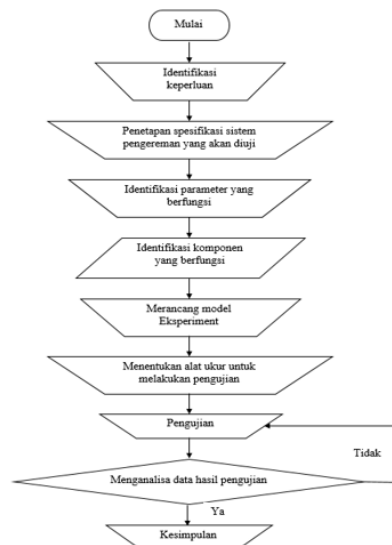 Mulai
Identifikasi
keperluan
Penetapan spesifikasi sistem
pengereman yang akan diuji
Identifikasi parameter yang
berfungsi
Identifikasi komponen
yang berfungsi
Merancang model
Eksperiment
Menentukan alat ukur untuk
melakukan pengujian
Pengujian
Tidak
Menganalisa data hasil pengujian
Ya
Kesimpulan